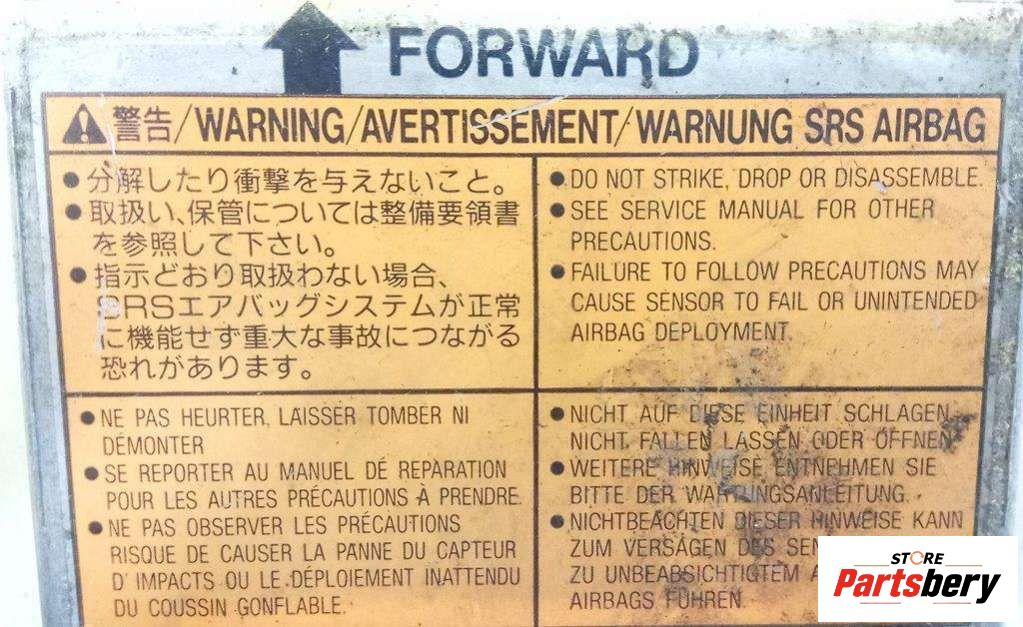 FORWARD
警告/WARNING/AVERTISSEMENT/WARNUNG SRS AIRBAG
● 分解したり衝撃を与えないこと。
● 取扱い、保管については整備要領書
を参照して下さい。
● 指示どおり取扱わない場合、
SRSエアバッグシステムが正常
に機能せず重大な事故につながる
恐れがあります。
● DO NOT STRIKE, DROP OR DISASSEMBLE.
● SEE SERVICE MANUAL FOR OTHER
PRECAUTIONS.
● FAILURE TO FOLLOW PRECAUTIONS MAY
CAUSE SENSOR TO FAIL OR UNINTENDED
AIRBAG DEPLOYMENT.
● NE PAS HEURTER, LAISSER TOMBER NI
DÉMONTER
● SE REPORTER AU MANUEL DÉ REPARATION
POUR LES AUTRES PRÉCAUTIONS À PRENDRE.
● NE PAS OBSERVER LES PRÉCAUTIONS
RISQUE DE CAUSER LA PANNE DU CAPTEUR
D' IMPACTS OU LE DÉPLOIEMENT INATTENDU
DU COUSSIN GONFLABLE.
● NICHT AUF DIESE EINHEIT SCHLAGEN,
NICHT FALLEN LASSEN ODER ÖFFNEN
● WEITERE HINWEISE ENTNEHMEN SIE
BITTE DER WARTUNGSANLEITUNG.
● NICHTBEACHTEN DIESER HINWEISE KANN
ZUM VERSAGEN DES
ZU UNBEABSICHTIGTEM
AIRBAGS FÜHREN.
STORE
Partsbery